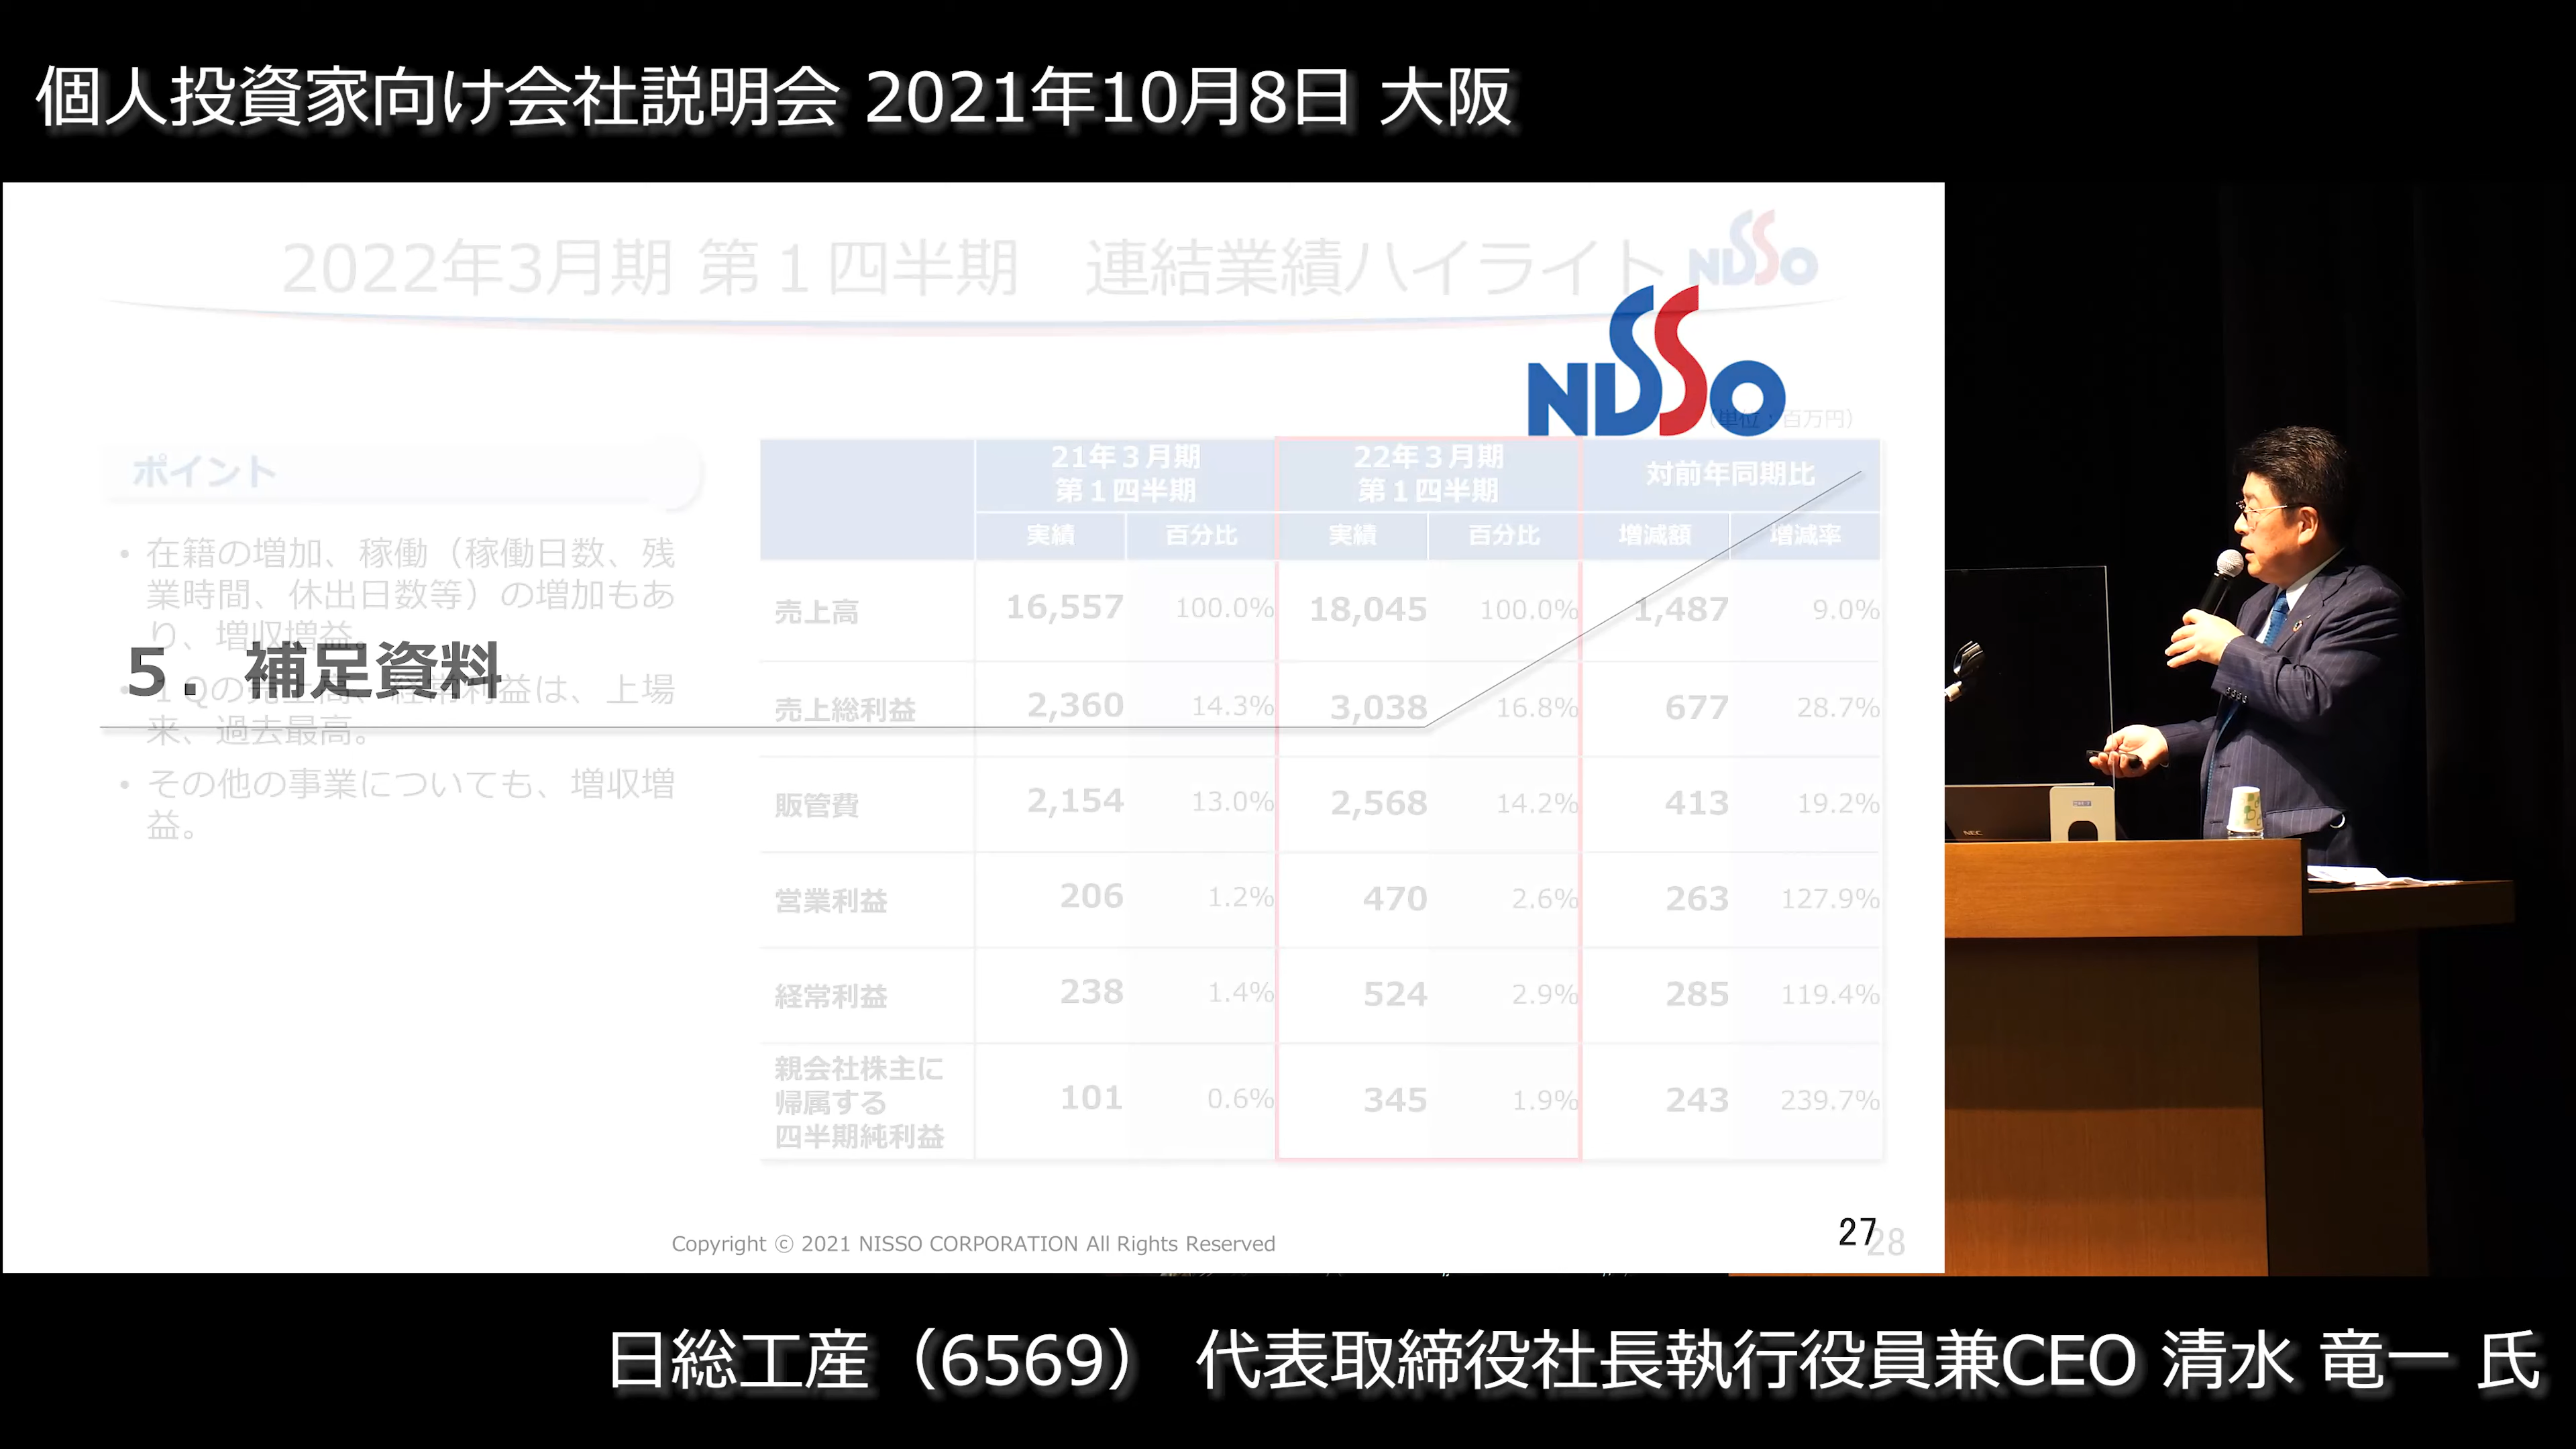 個人投資家向け会社説明会 2021年10月8日 大阪
2022年3月期 第１四半期　連結業績ハイライト
NISSO
NISSO
（単位：百万円）
ポイント
• 在籍の増加、稼働（稼働日数、残
業時間、休出日数等）の増加もあ
り、増収増益。
5． 補足資料
• １Qの売上高、経常利益は、上場
来、過去最高。
• その他の事業についても、増収増
益。
21年３月期 第１四半期 22年３月期 第１四半期 対前年同期比
実績 百分比 実績 百分比 増減額 増減率
売上高 16,557 100.0% 18,045 100.0% 1,487 9.0%
売上総利益 2,360 14.3% 3,038 16.8% 677 28.7%
販管費 2,154 13.0% 2,568 14.2% 413 19.2%
営業利益 206 1.2% 470 2.6% 263 127.9%
経常利益 238 1.4% 524 2.9% 285 119.4%
親会社株主に
帰属する
四半期純利益 101 0.6% 345 1.9% 243 239.7%
Copyright ⓒ 2021 NISSO CORPORATION All Rights Reserved
27
28
NEC
日総工産（6569） 代表取締役社長執行役員兼CEO 清水 竜一 氏